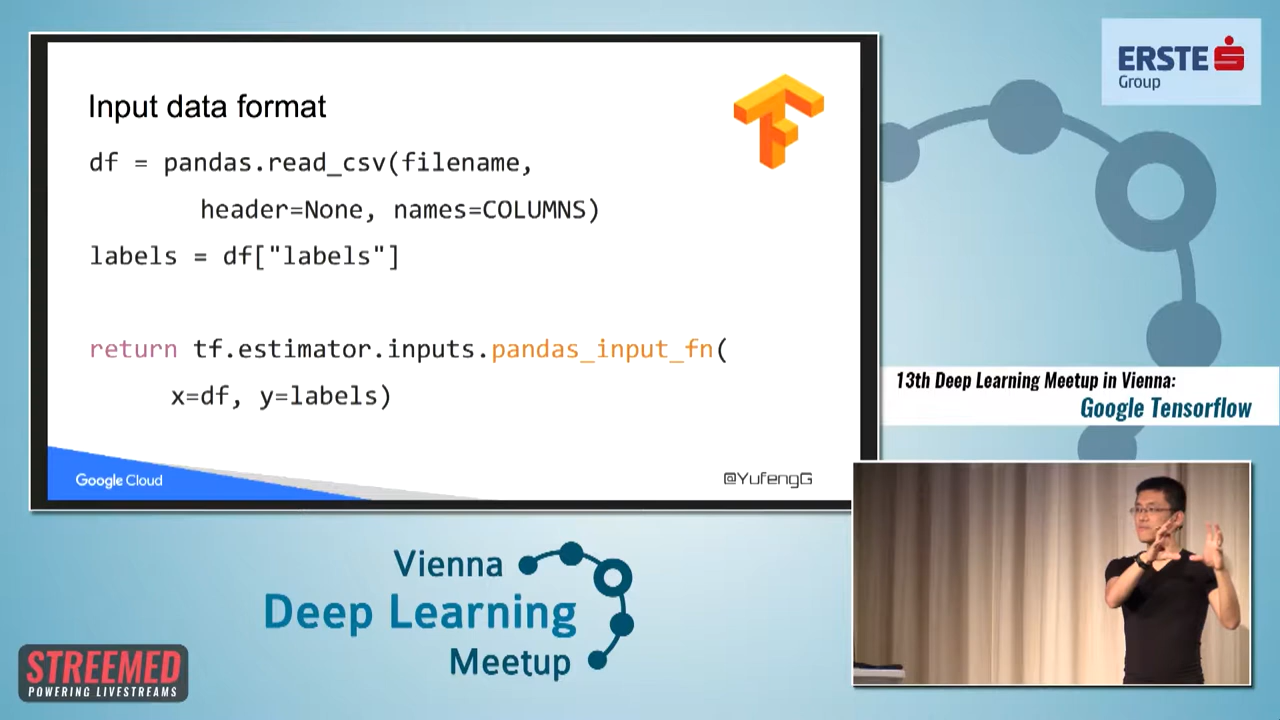 Input data format
df = pandas.read_csv(filename,
header=None, names=COLUMNS)
labels = df["labels"]
return tf.estimator.inputs.pandas_input_fn(
x=df, y=labels)
Google Cloud
@YufengG
ERSTE
Group
13th Deep Learning Meetup in Vienna:
Google Tensorflow
Vienna
Deep Learning
Meetup
STREEMED
POWERING LIVESTREAMS